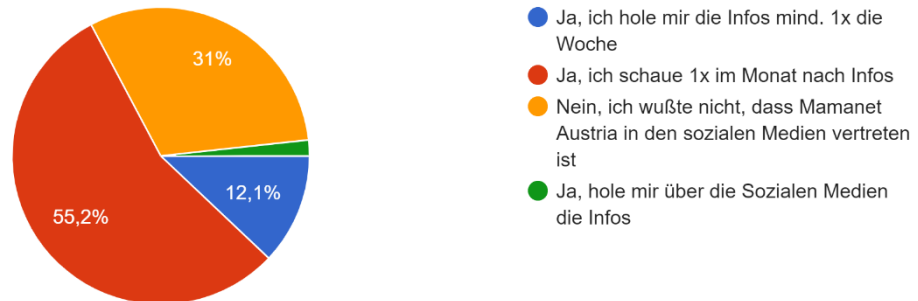 31%
12,1%
55,2%
Ja, ich hole mir die Infos mind. 1x die
Woche
Ja, ich schaue 1x im Monat nach Infos
Nein, ich wußte nicht, dass Mamanet
Austria in den sozialen Medien vertreten
ist
Ja, hole mir über die Sozialen Medien
die Infos